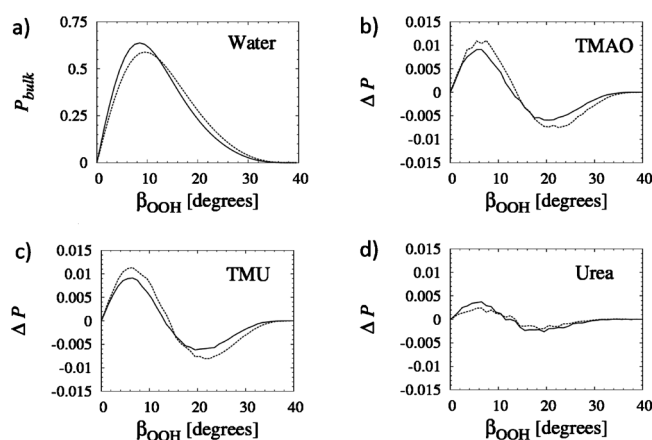 a)
Water
0.75
0.5
0.25
0
P_bulk
0 10 20 30 40
β_OOH [degrees]
b)
TMAO
0.015
0.01
0.005
0
-0.005
-0.01
-0.015
Δ P
0 10 20 30 40
β_OOH [degrees]
c)
TMU
0.015
0.01
0.005
0
-0.005
-0.01
-0.015
Δ P
0 10 20 30 40
β_OOH [degrees]
d)
Urea
0.015
0.01
0.005
0
-0.005
-0.01
-0.015
Δ P
0 10 20 30 40
β_OOH [degrees]